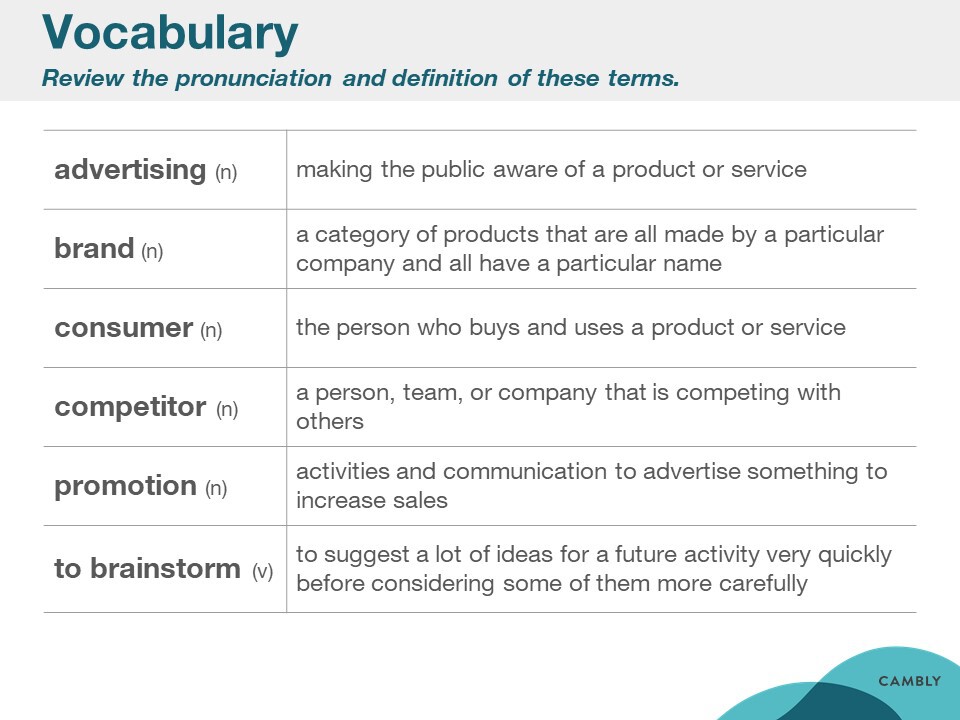 Vocabulary
Review the pronunciation and definition of these terms.
advertising (n)
making the public aware of a product or service
brand (n)
a category of products that are all made by a particular
company and all have a particular name
consumer (n)
the person who buys and uses a product or service
competitor (n)
a person, team, or company that is competing with
others
promotion (n)
activities and communication to advertise something to
increase sales
to brainstorm (v)
to suggest a lot of ideas for a future activity very quickly
before considering some of them more carefully
CAMBLY